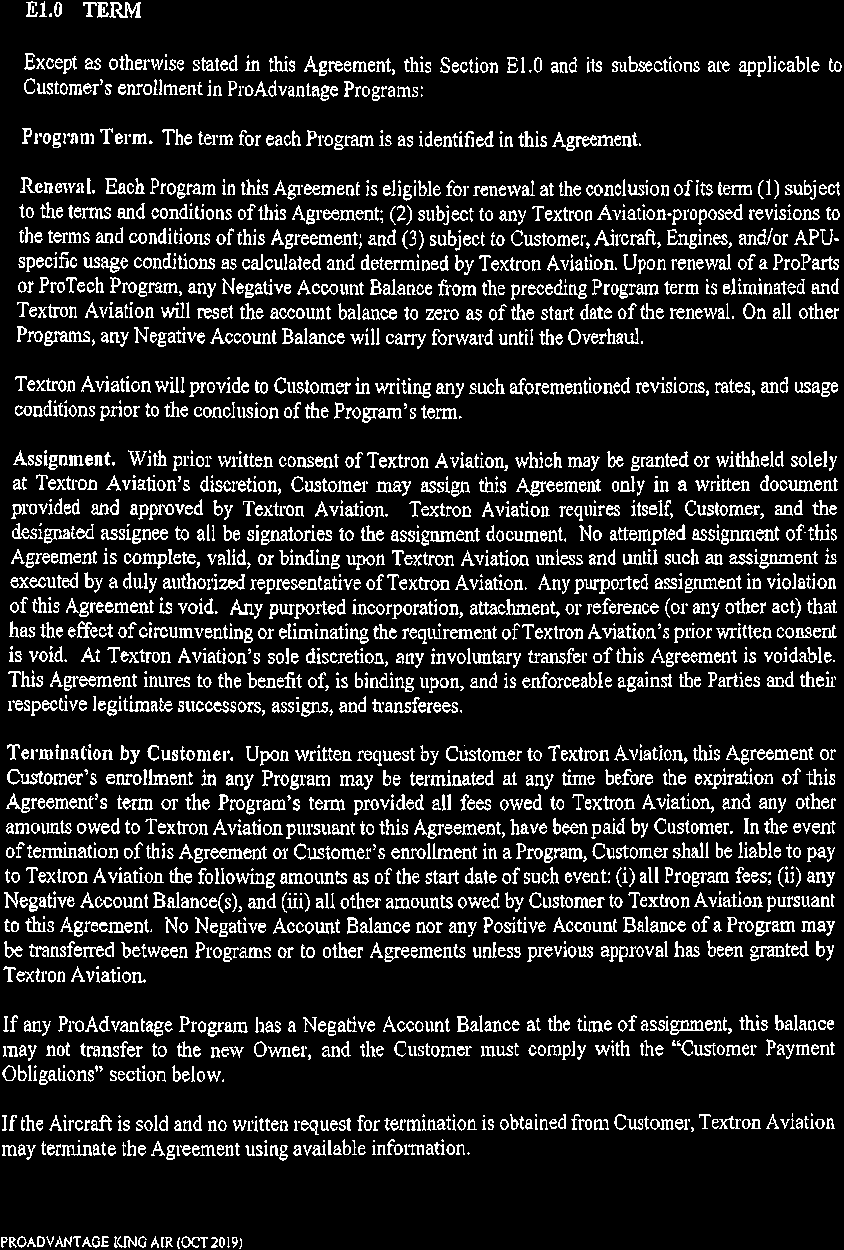 E1.0 TERM
Except as otherwise stated in this Agreement, this Section E1.0 and its subsections are applicable to
Customer's enrollment in ProAdvantage Programs:
Program Term. The term for each Program is as identified in this Agreement.
Renewal. Each Program in this Agreement is eligible for renewal at the conclusion of its term (1) subject
to the terms and conditions of this Agreement; (2) subject to any Textron Aviation-proposed revisions to
the terms and conditions of this Agreement; and (3) subject to Customer, Aircraft, Engines, and/or APU-
specific usage conditions as calculated and determined by Textron Aviation. Upon renewal of a ProParts
or ProTech Program, any Negative Account Balance from the preceding Program term is eliminated and
Textron Aviation will reset the account balance to zero as of the start date of the renewal. On all other
Programs, any Negative Account Balance will carry forward until the Overhaul.
Textron Aviation will provide to Customer in writing any such aforementioned revisions, rates, and usage
conditions prior to the conclusion of the Program's term.
Assignment. With prior written consent of Textron Aviation, which may be granted or withheld solely
at Textron Aviation's discretion, Customer may assign this Agreement only in a written document
provided and approved by Textron Aviation. Textron Aviation requires itself, Customer, and the
designated assignee to all be signatories to the assignment document. No attempted assignment of this
Agreement is complete, valid, or binding upon Textron Aviation unless and until such an assignment is
executed by a duly authorized representative of Textron Aviation. Any purported assignment in violation
of this Agreement is void. Any purported incorporation, attachment, or reference (or any other act) that
has the effect of circumventing or eliminating the requirement of Textron Aviation's prior written consent
is void. At Textron Aviation's sole discretion, any involuntary transfer of this Agreement is voidable.
This Agreement inures to the benefit of, is binding upon, and is enforceable against the Parties and their
respective legitimate successors, assigns, and transferees.
Termination by Customer. Upon written request by Customer to Textron Aviation, this Agreement or
Customer's enrollment in any Program may be terminated at any time before the expiration of this
Agreement's term or the Program's term provided all fees owed to Textron Aviation, and any other
amounts owed to Textron Aviation pursuant to this Agreement, have been paid by Customer. In the event
of termination of this Agreement or Customer's enrollment in a Program, Customer shall be liable to pay
to Textron Aviation the following amounts as of the start date of such event: (i) all Program fees; (ii) any
Negative Account Balance(s), and (iii) all other amounts owed by Customer to Textron Aviation pursuant
to this Agreement. No Negative Account Balance nor any Positive Account Balance of a Program may
be transferred between Programs or to other Agreements unless previous approval has been granted by
Textron Aviation.
If any ProAdvantage Program has a Negative Account Balance at the time of assignment, this balance
may not transfer to the new Owner, and the Customer must comply with the "Customer Payment
Obligations" section below.
If the Aircraft is sold and no written request for termination is obtained from Customer, Textron Aviation
may terminate the Agreement using available information.
PROADVANTAGE KING AIR (OCT 2019)